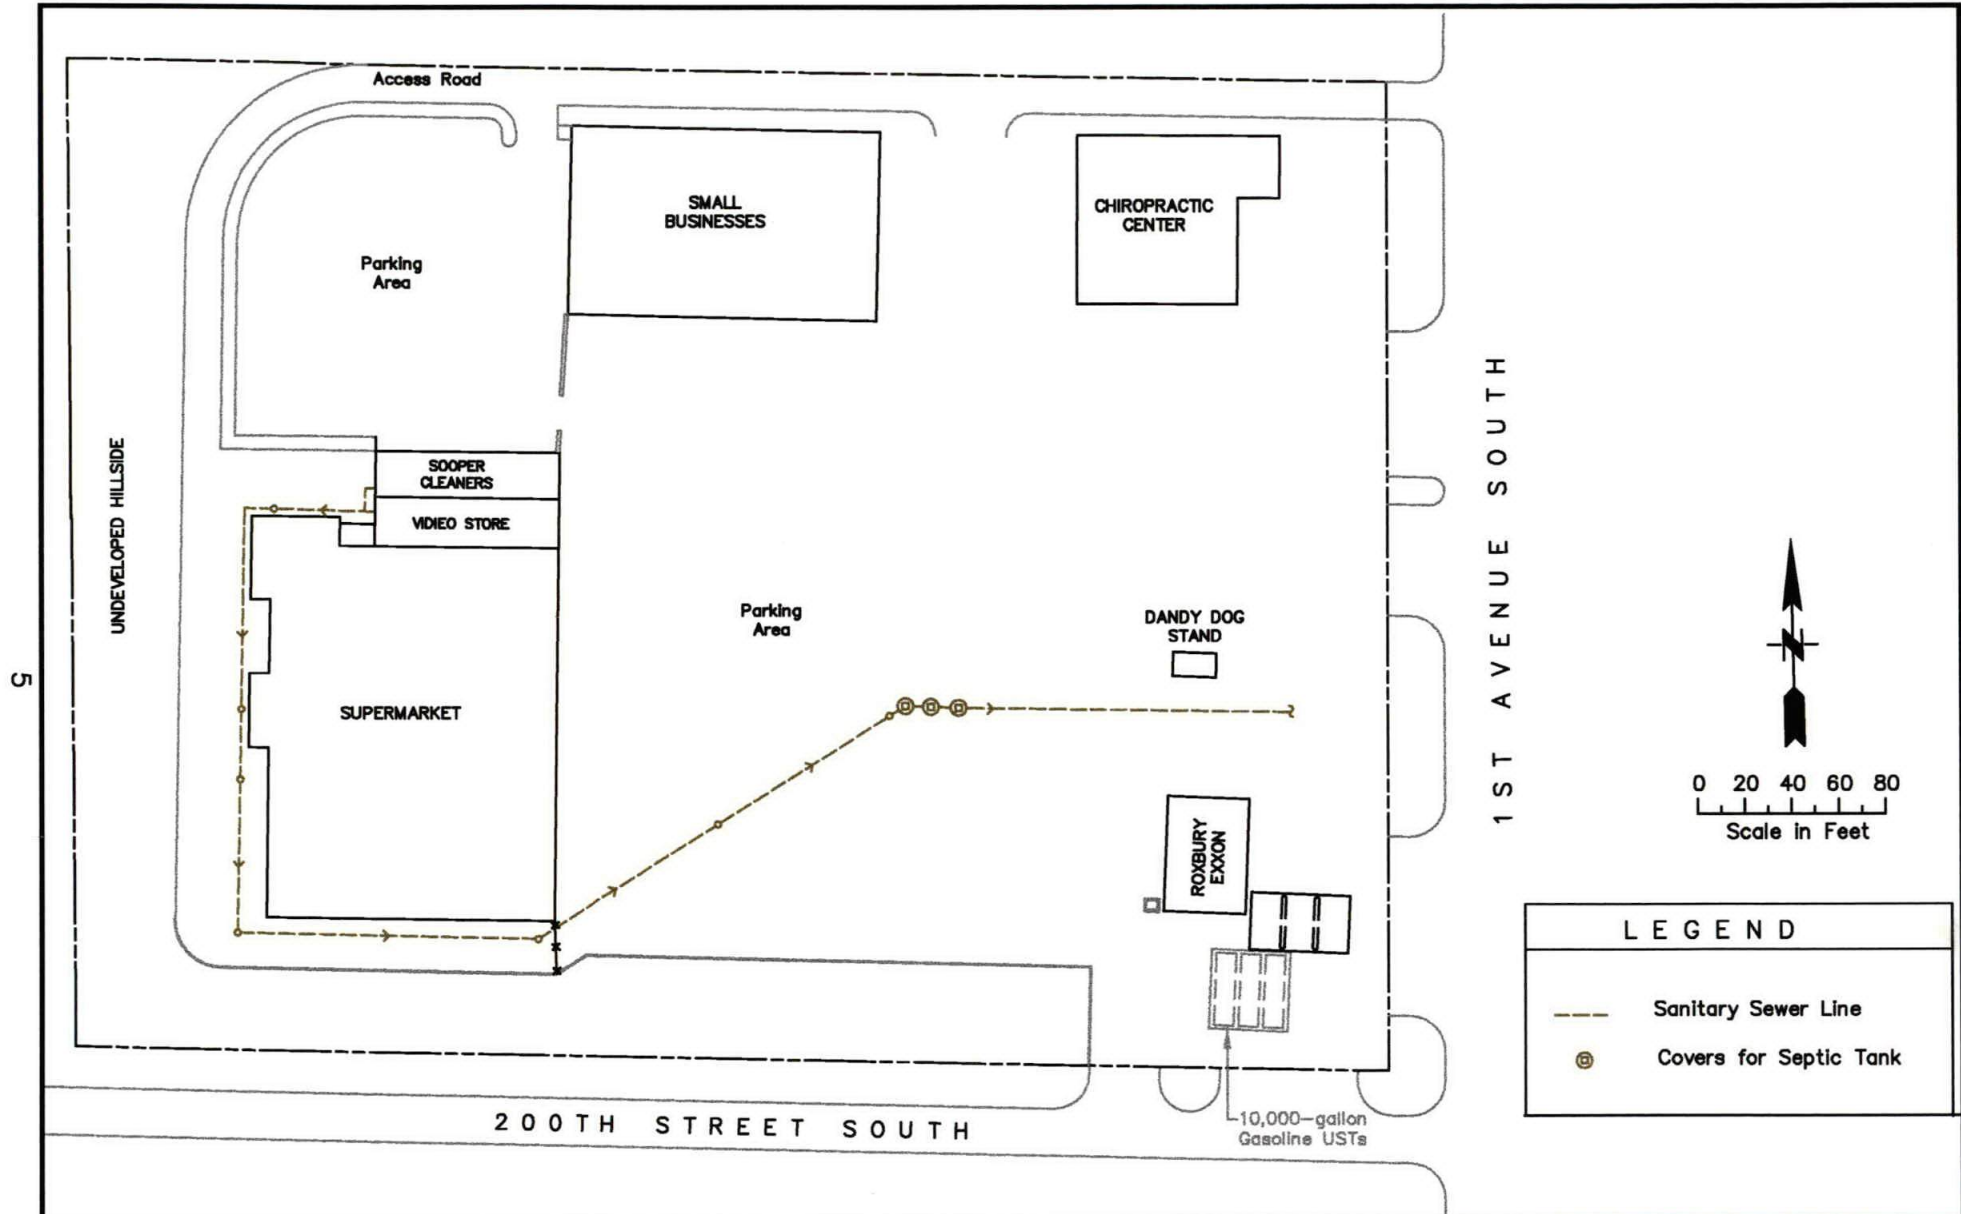 Access Road
SMALL
BUSINESSES
CHIROPRACTIC
CENTER
Parking
Area
UNDEVELOPED HILLSIDE
SOOPER
CLEANERS
VIDIEO STORE
SUPERMARKET
Parking
Area
DANDY DOG
STAND
ROXBURY
EXXON
1ST AVENUE SOUTH
N
0 20 40 60 80
Scale in Feet
LEGEND
Sanitary Sewer Line
Covers for Septic Tank
10,000-gallon
Gasoline USTs
200TH STREET SOUTH
5